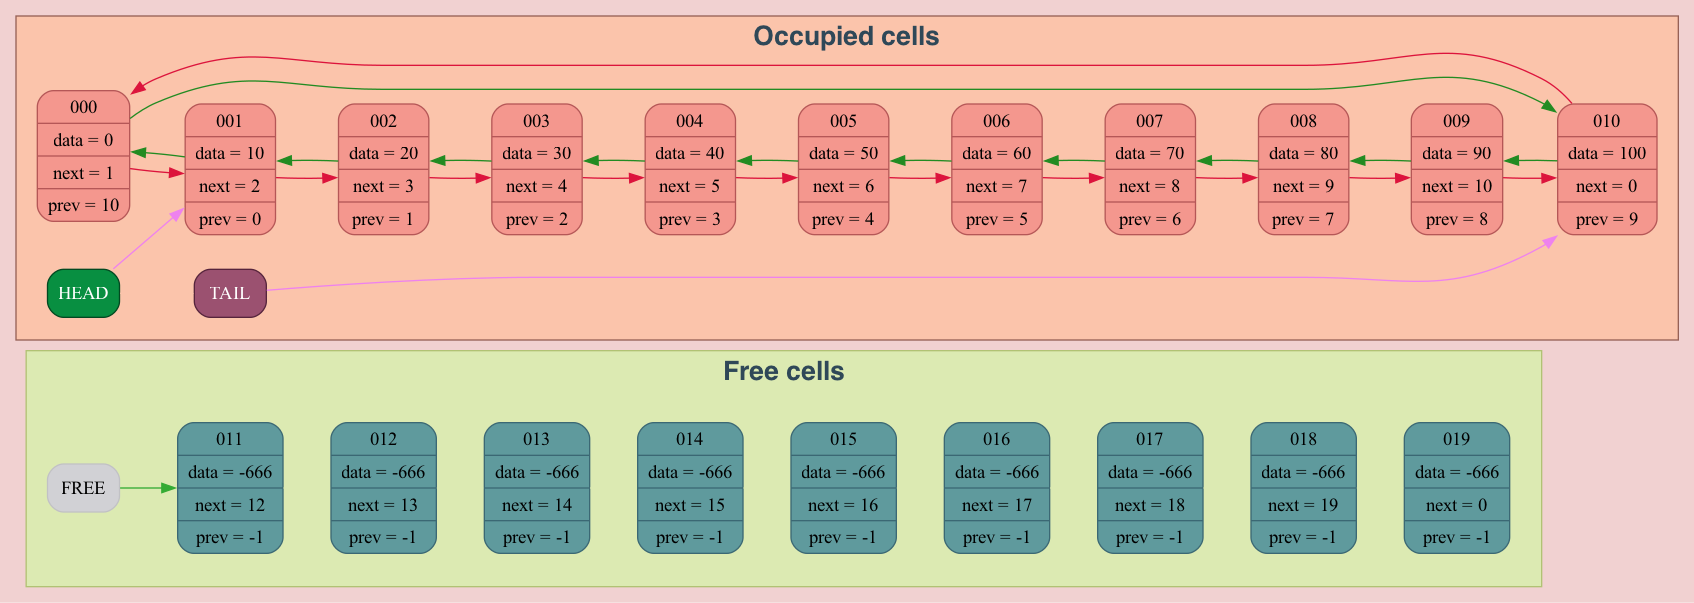 Occupied cells
000
data = 0
next = 1
prev = 10
001
data = 10
next = 2
prev = 0
002
data = 20
next = 3
prev = 1
003
data = 30
next = 4
prev = 2
004
data = 40
next = 5
prev = 3
005
data = 50
next = 6
prev = 4
006
data = 60
next = 7
prev = 5
007
data = 70
next = 8
prev = 6
008
data = 80
next = 9
prev = 7
009
data = 90
next = 10
prev = 8
010
data = 100
next = 0
prev = 9
HEAD
TAIL
Free cells
FREE
011
data = -666
next = 12
prev = -1
012
data = -666
next = 13
prev = -1
013
data = -666
next = 14
prev = -1
014
data = -666
next = 15
prev = -1
015
data = -666
next = 16
prev = -1
016
data = -666
next = 17
prev = -1
017
data = -666
next = 18
prev = -1
018
data = -666
next = 19
prev = -1
019
data = -666
next = 0
prev = -1